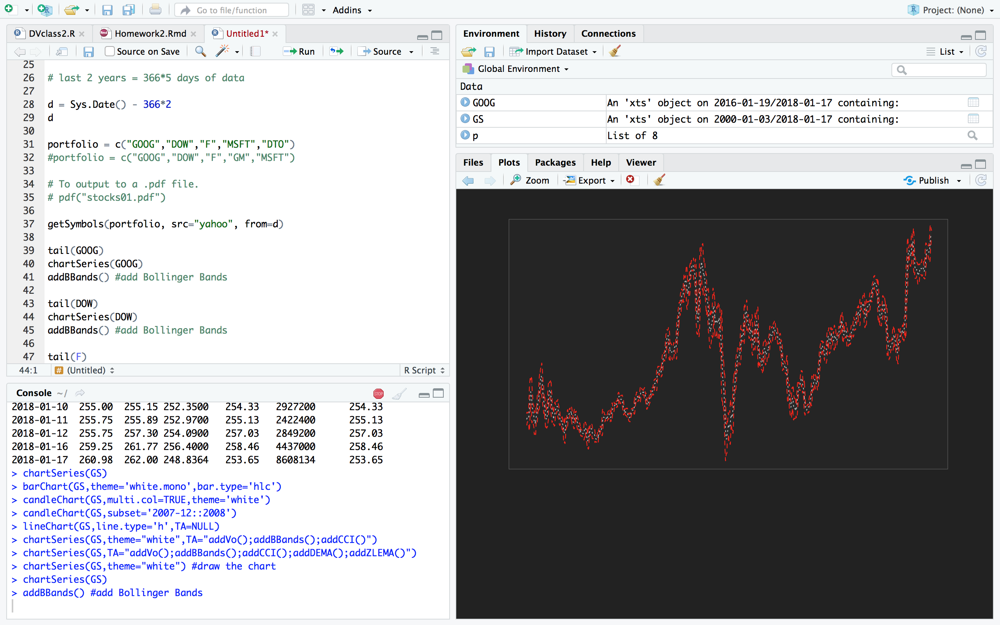 Go to file/function
Addins
Project: (None)
DVclass2.R
Homework2.Rmd
Untitled1*
Source on Save
Run
Source
25
26 # last 2 years = 366*5 days of data
27
28 d = Sys.Date() - 366*2
29 d
30
31 portfolio = c("GOOG","DOW","F","MSFT","DTO")
32 #portfolio = c("GOOG","DOW","F","GM","MSFT")
33
34 # To output to a .pdf file.
35 # pdf("stocks01.pdf")
36
37 getSymbols(portfolio, src="yahoo", from=d)
38
39 tail(GOOG)
40 chartSeries(GOOG)
41 addBBands() #add Bollinger Bands
42
43 tail(DOW)
44 chartSeries(DOW)
45 addBBands() #add Bollinger Bands
46
47 tail(F)
44:1 # (Untitled) R Script
Console ~/
STOP
2018-01-10 255.00 255.15 252.3500 254.33 2927200 254.33
2018-01-11 255.75 255.89 252.9700 255.13 2422400 255.13
2018-01-12 255.75 257.30 254.0900 257.03 2849200 257.03
2018-01-16 259.25 261.77 256.4000 258.46 4437000 258.46
2018-01-17 260.98 262.00 248.8364 253.65 8608134 253.65
> chartSeries(GS)
> barChart(GS,theme='white.mono',bar.type='hlc')
> candleChart(GS,multi.col=TRUE,theme='white')
> candleChart(GS,subset='2007-12::2008')
> lineChart(GS,line.type='h',TA=NULL)
> chartSeries(GS,theme="white",TA="addVo();addBBands();addCCI()")
> chartSeries(GS,TA="addVo();addBBands();addCCI();addDEMA();addZLEMA()")
> chartSeries(GS,theme="white") #draw the chart
> chartSeries(GS)
> addBBands() #add Bollinger Bands
Environment History Connections
Import Dataset
List
Global Environment
Data
GOOG An 'xts' object on 2016-01-19/2018-01-17 containing:
GS An 'xts' object on 2000-01-03/2018-01-17 containing:
p List of 8
Files Plots Packages Help Viewer
Zoom Export Publish